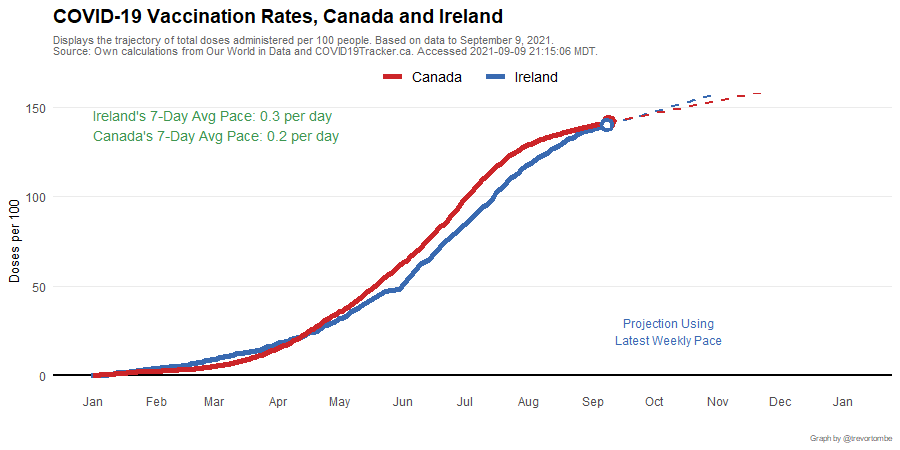 COVID-19 Vaccination Rates, Canada and Ireland
Displays the trajectory of total doses administered per 100 people. Based on data to September 9, 2021.
Source: Own calculations from Our World in Data and COVID19Tracker.ca. Accessed 2021-09-09 21:15:06 MDT.
Canada Ireland
Ireland's 7-Day Avg Pace: 0.3 per day
Canada's 7-Day Avg Pace: 0.2 per day
Doses per 100
150
100
50
0
Projection Using
Latest Weekly Pace
Jan Feb Mar Apr May Jun Jul Aug Sep Oct Nov Dec Jan
Graph by @trevortombe